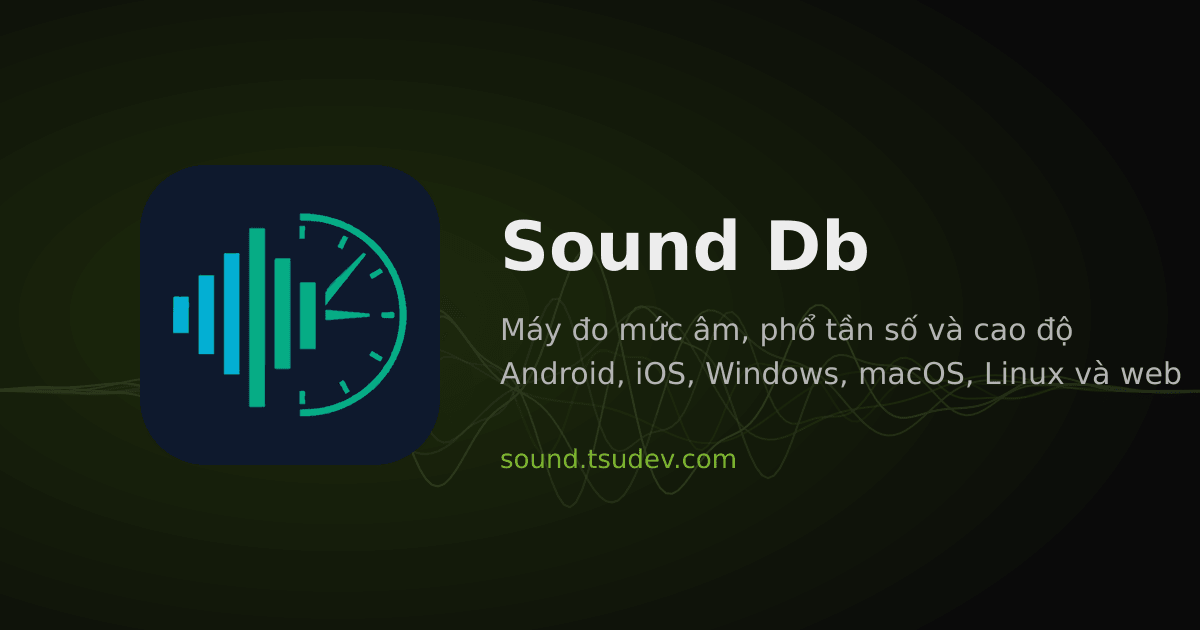 Sound Db
Máy đo mức âm, phổ tần số và cao độ
Android, iOS, Windows, macOS, Linux và web
sound.tsudev.com